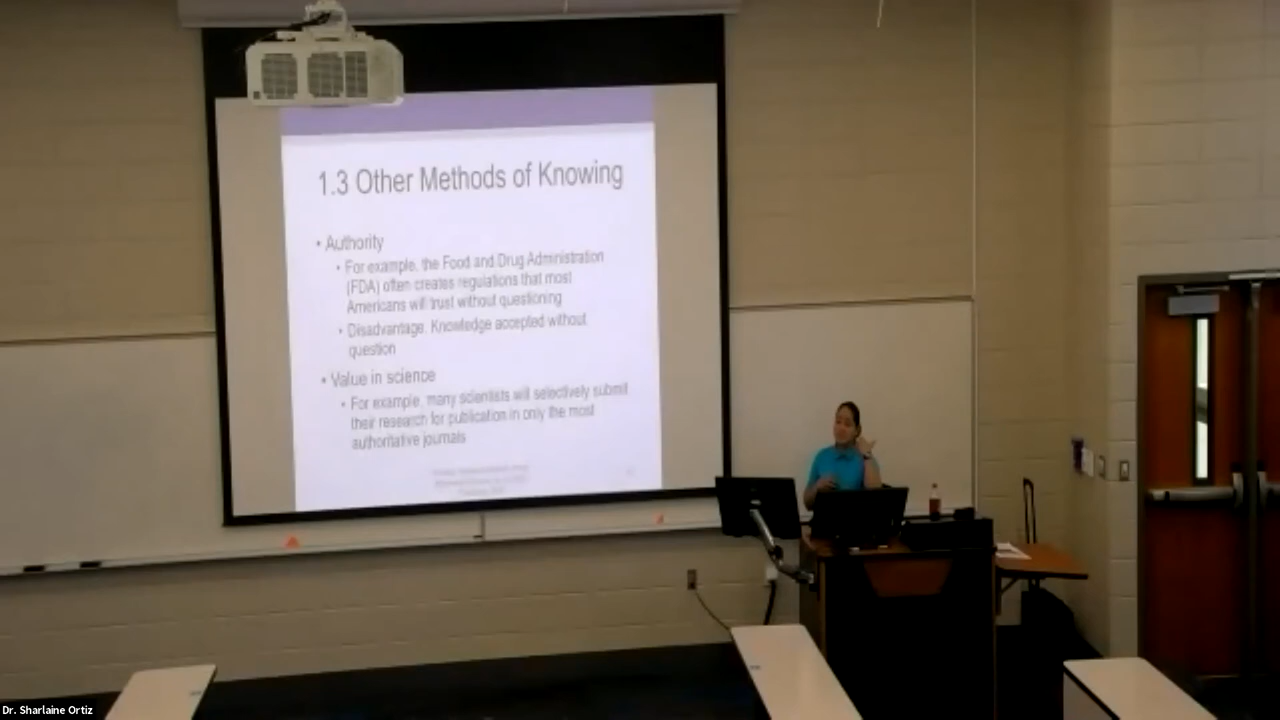 1.3 Other Methods of Knowing
• Authority
• For example, the Food and Drug Administration
(FDA) often creates regulations that most
Americans will trust without questioning
• Disadvantage: Knowledge accepted without
question
• Value in science
• For example, many scientists will selectively submit
their research for publication in only the most
authoritative journals
Dr. Sharlaine Ortiz